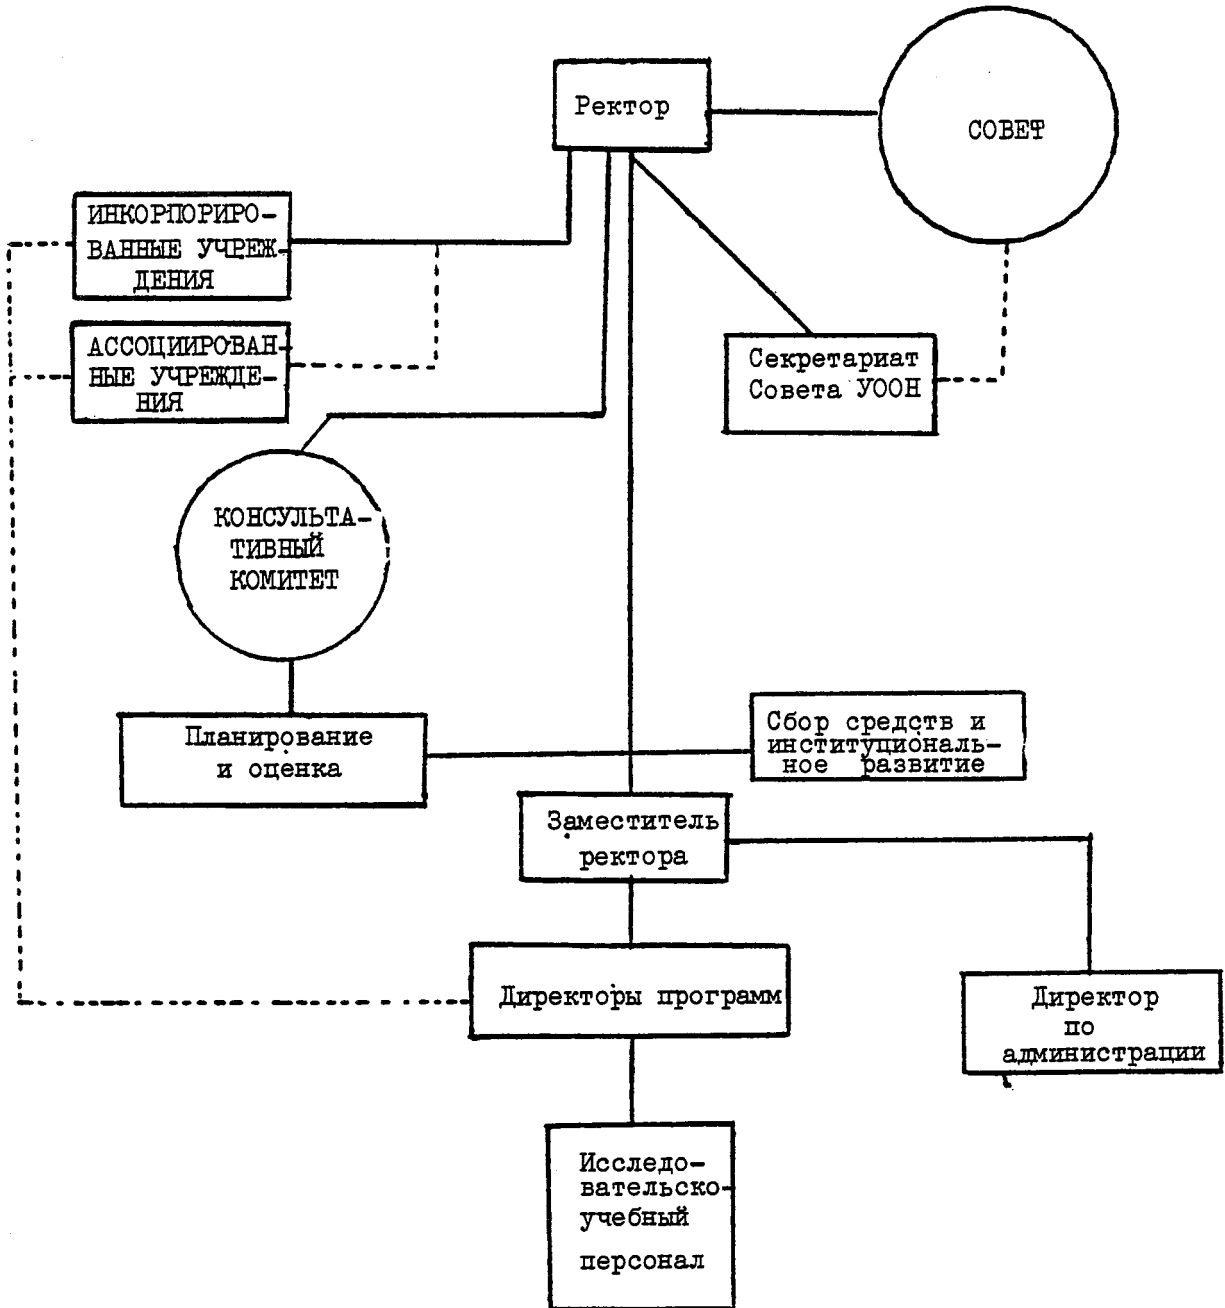 Ректор
СОВЕТ
ИНКОРПОРИРО-
ВАННЫЕ УЧРЕЖ-
ДЕНИЯ
АССОЦИИРОВАН-
НЫЕ УЧРЕЖДЕ-
НИЯ
Секретариат
Совета УООН
КОНСУЛЬТА-
ТИВНЫЙ
КОМИТЕТ
Планирование
и оценка
Сбор средств и
институциональ-
ное развитие
Заместитель
ректора
Директоры программ
Директор
по
администрации
Исследо-
вательско-
учебный
персонал